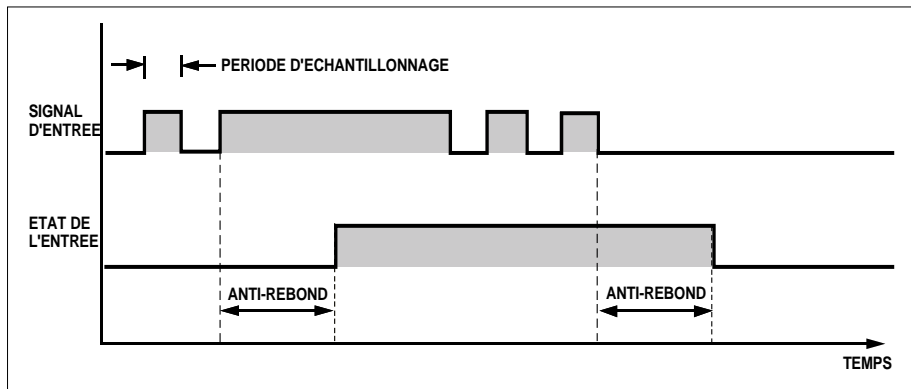 PERIODE D'ECHANTILLONNAGE
SIGNAL
D'ENTREE
ETAT DE
L'ENTREE
ANTI-REBOND
ANTI-REBOND
TEMPS